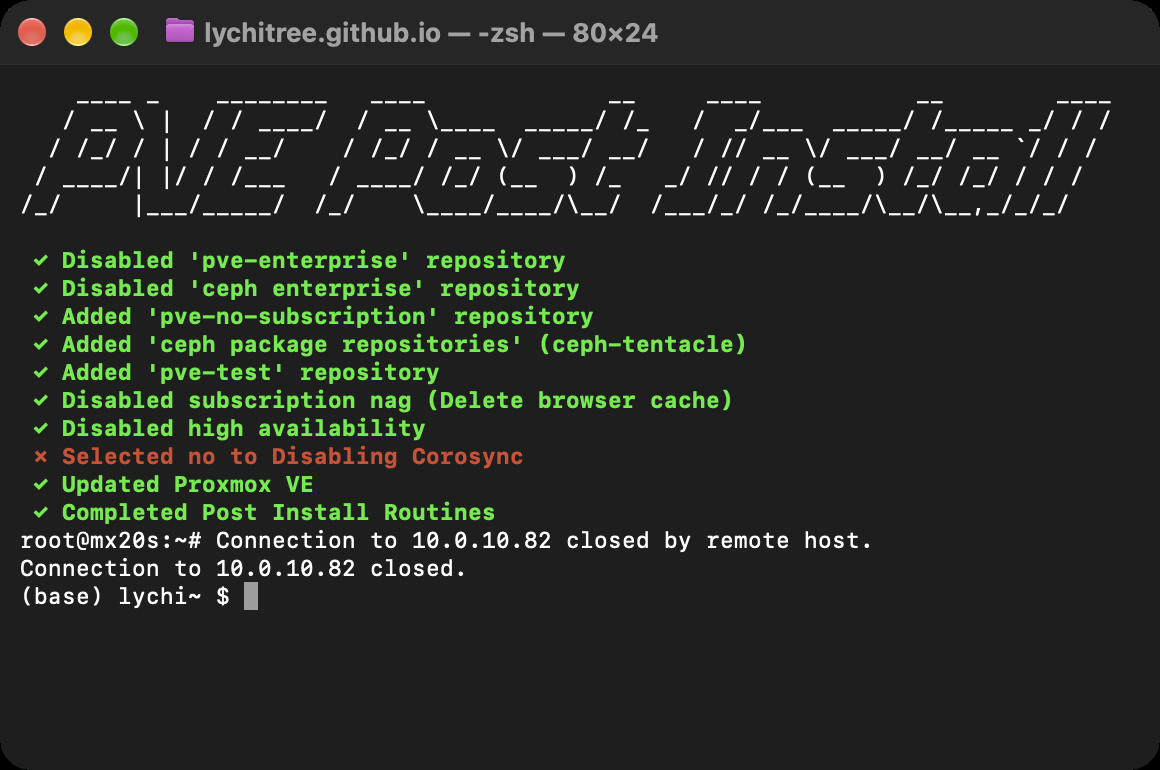 lychitree.github.io — -zsh — 80×24
PVE Post Install
✓ Disabled 'pve-enterprise' repository
✓ Disabled 'ceph enterprise' repository
✓ Added 'pve-no-subscription' repository
✓ Added 'ceph package repositories' (ceph-tentacle)
✓ Added 'pve-test' repository
✓ Disabled subscription nag (Delete browser cache)
✓ Disabled high availability
✗ Selected no to Disabling Corosync
✓ Updated Proxmox VE
✓ Completed Post Install Routines
root@mx20s:~# Connection to 10.0.10.82 closed by remote host.
Connection to 10.0.10.82 closed.
(base) lychi~ $